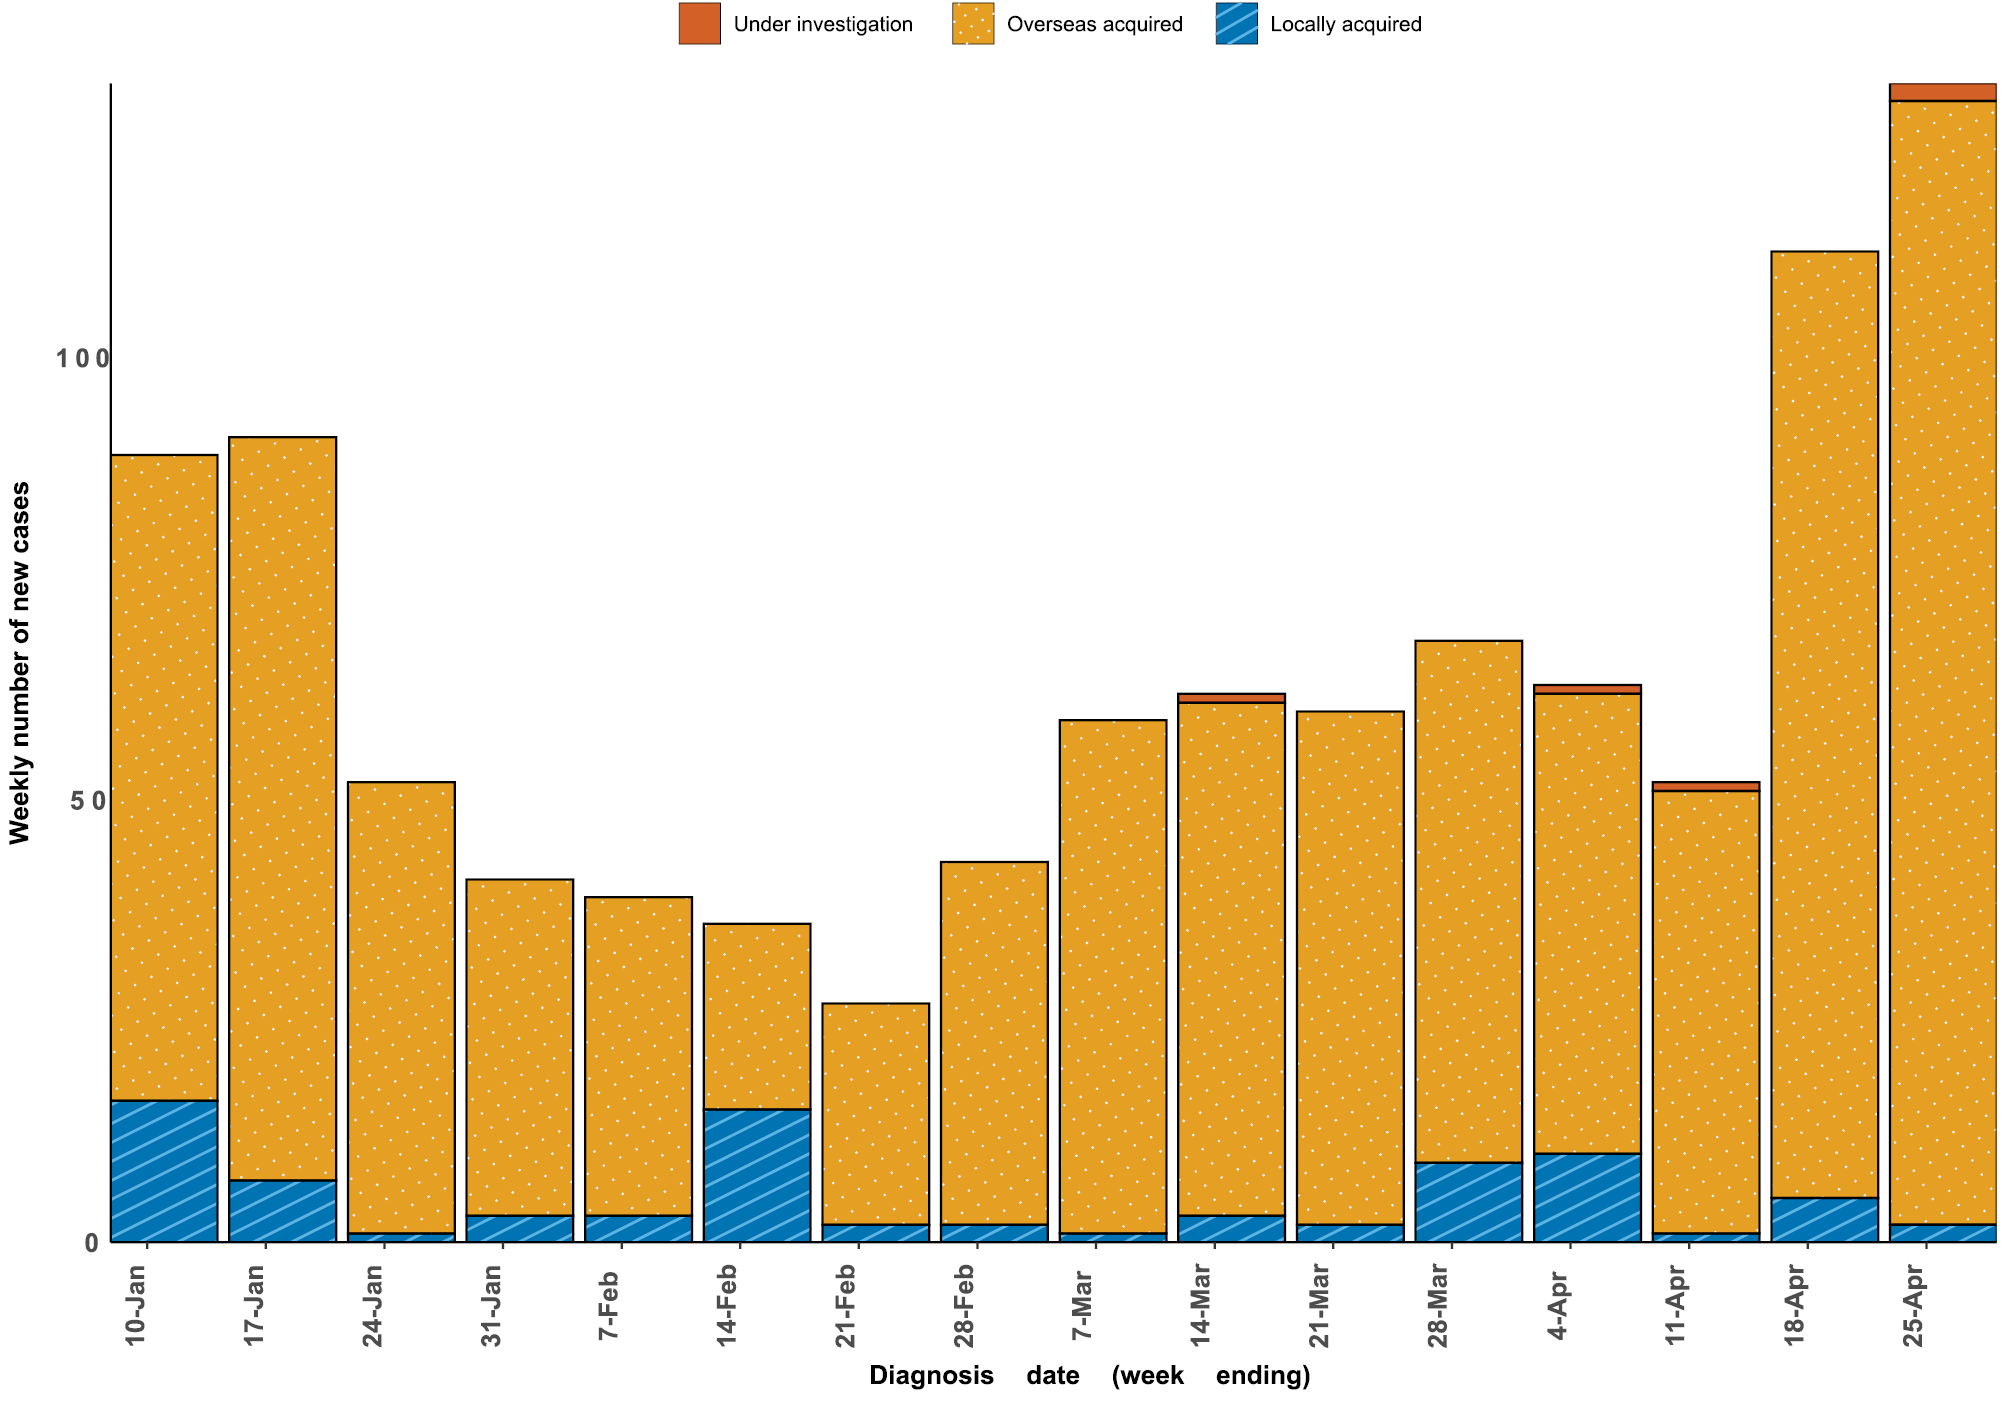 Under investigation Overseas acquired Locally acquired
Weekly number of new cases
100
50
0
10-Jan 17-Jan 24-Jan 31-Jan 7-Feb 14-Feb 21-Feb 28-Feb 7-Mar 14-Mar 21-Mar 28-Mar 4-Apr 11-Apr 18-Apr 25-Apr
Diagnosis date (week ending)